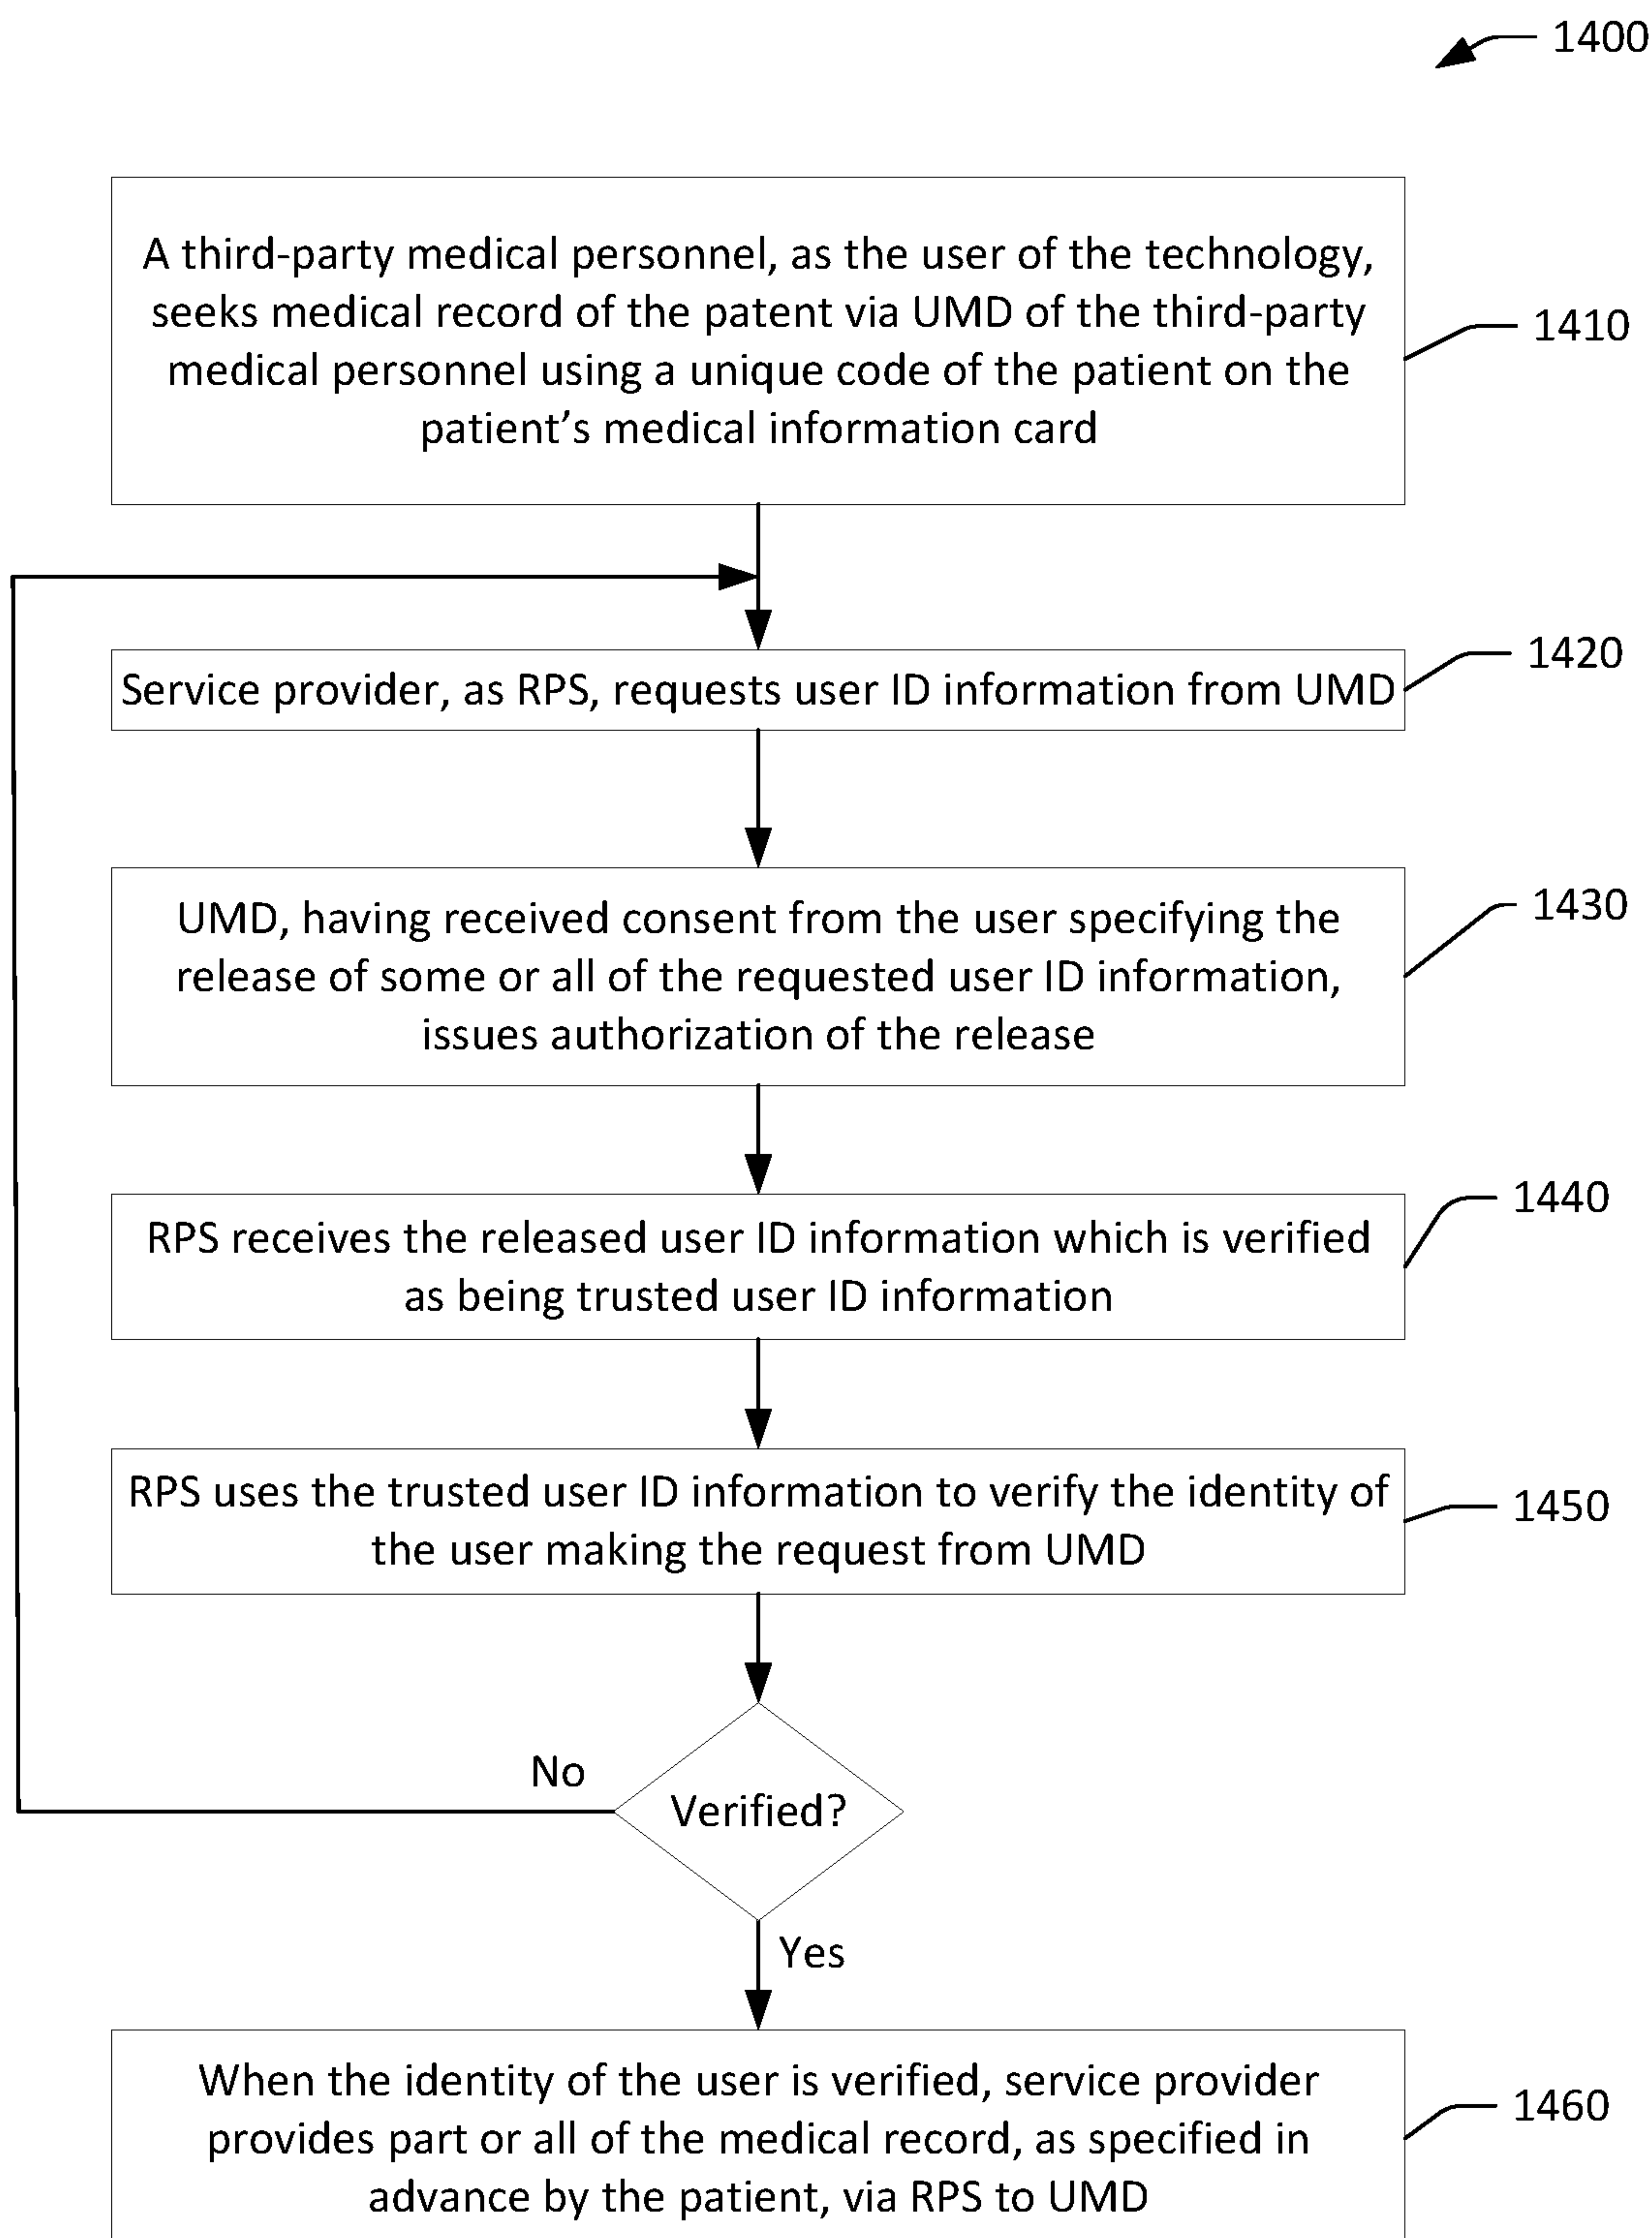 1400
A third-party medical personnel, as the user of the technology,
seeks medical record of the patent via UMD of the third-party
medical personnel using a unique code of the patient on the
patient’s medical information card
1410
Service provider, as RPS, requests user ID information from UMD
1420
UMD, having received consent from the user specifying the
release of some or all of the requested user ID information,
issues authorization of the release
1430
RPS receives the released user ID information which is verified
as being trusted user ID information
1440
RPS uses the trusted user ID information to verify the identity of
the user making the request from UMD
1450
No
Verified?
Yes
When the identity of the user is verified, service provider
provides part or all of the medical record, as specified in
advance by the patient, via RPS to UMD
1460